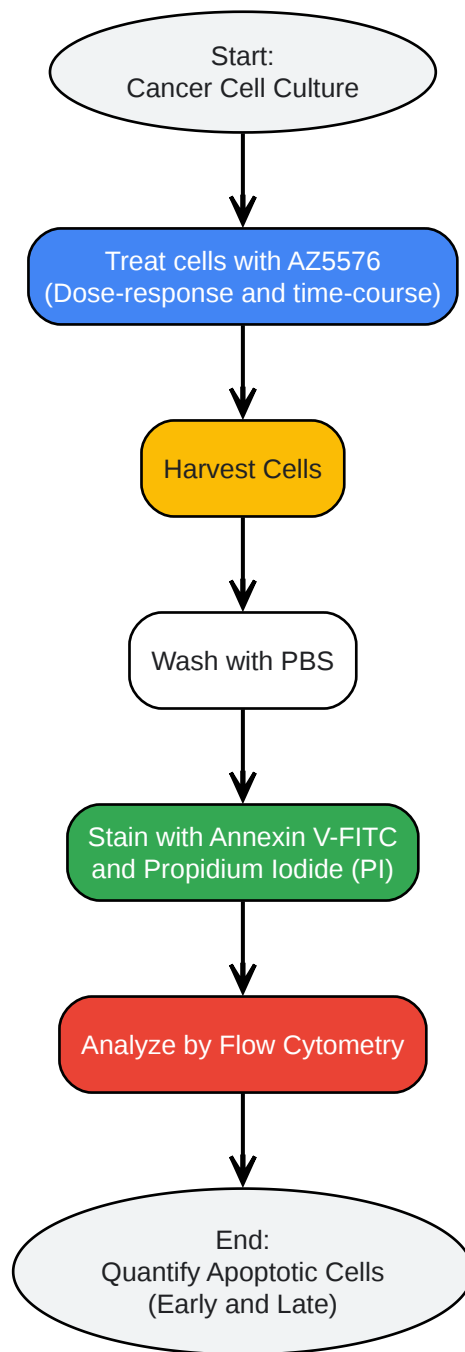 Start:
Cancer Cell Culture
Treat cells with AZ5576
(Dose-response and time-course)
Harvest Cells
Wash with PBS
Stain with Annexin V-FITC
and Propidium Iodide (PI)
Analyze by Flow Cytometry
End:
Quantify Apoptotic Cells
(Early and Late)